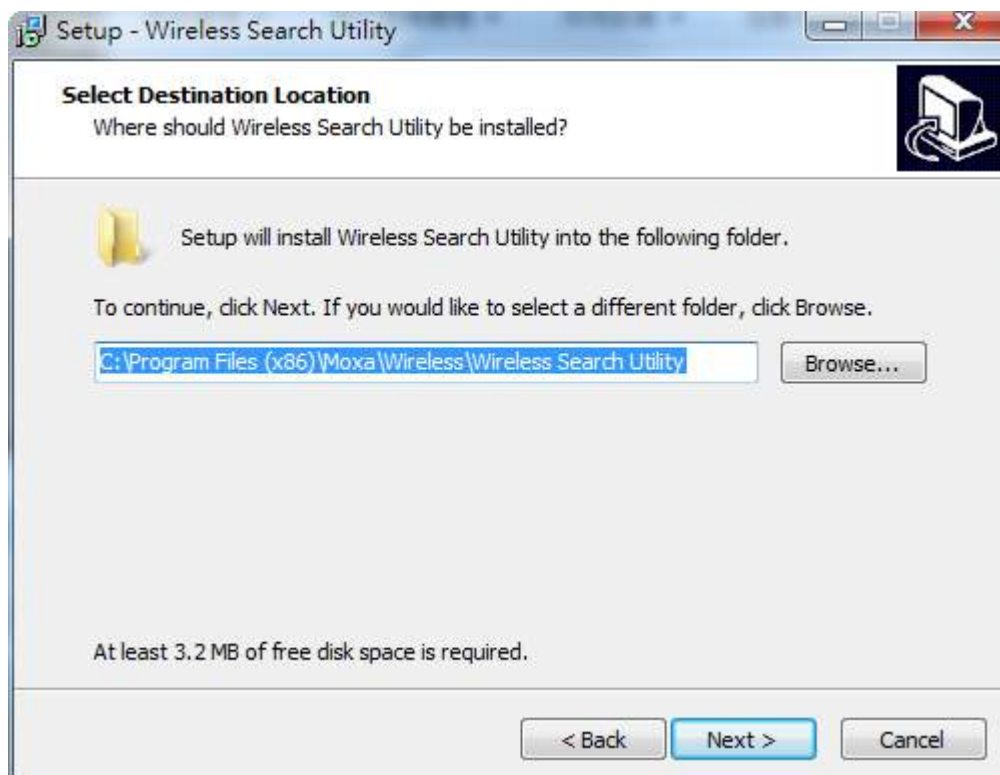 Setup - Wireless Search Utility
Select Destination Location
Where should Wireless Search Utility be installed?
Setup will install Wireless Search Utility into the following folder.
To continue, click Next. If you would like to select a different folder, click Browse.
C:\Program Files (x86)\Moxa\Wireless\Wireless Search Utility
Browse...
At least 3.2 MB of free disk space is required.
< Back
Next >
Cancel